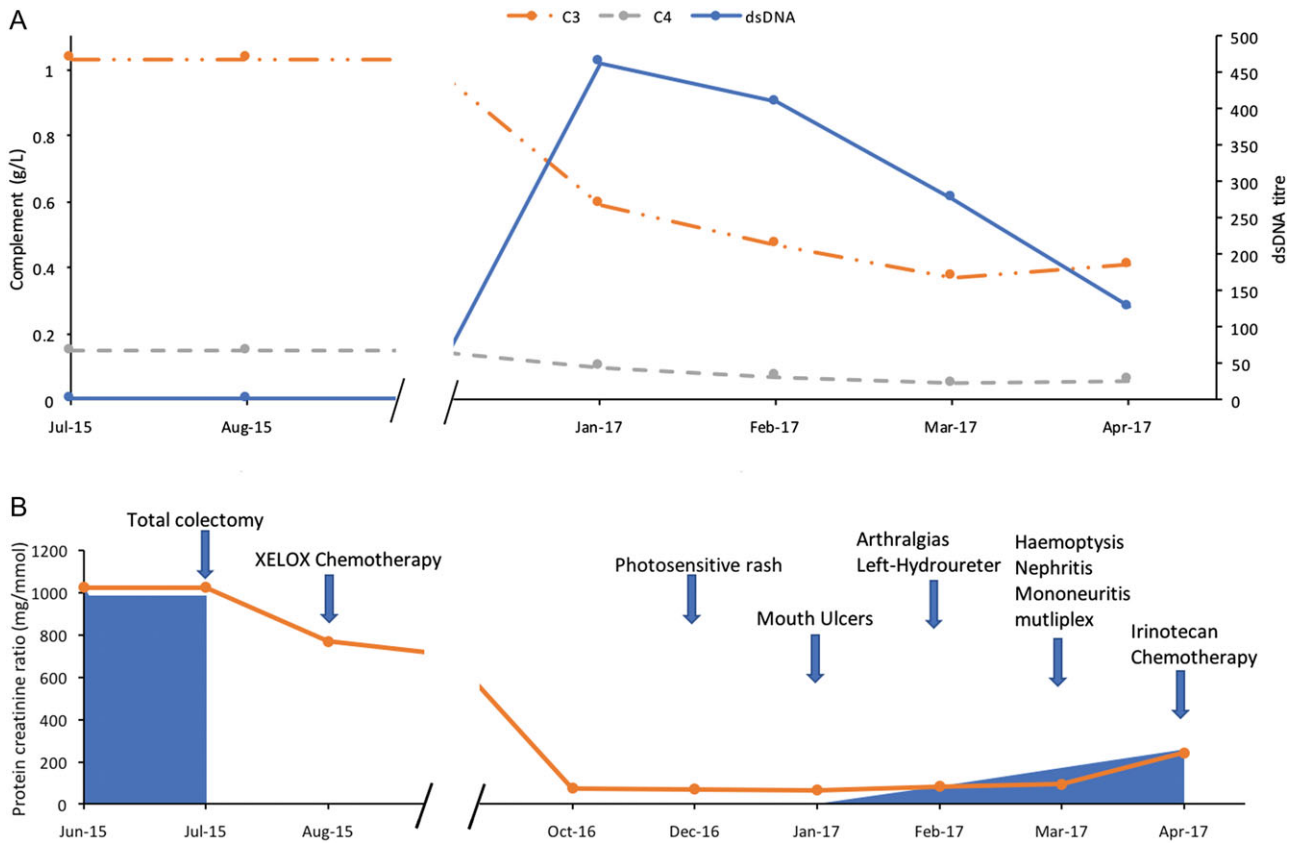 A
C3 C4 dsDNA
Complement (g/L)
1
0.8
0.6
0.4
0.2
0
500
450
400
350
300
250
200
150
100
50
0
dsDNA titre
Jul-15 Aug-15 Jan-17 Feb-17 Mar-17 Apr-17
B
Protein creatinine ratio (mg/mmol)
1200
1000
800
600
400
200
0
Total colectomy
XELOX Chemotherapy
Photosensitive rash
Mouth Ulcers
Arthralgias
Left-Hydroureter
Haemoptysis
Nephritis
Mononeuritis
mutliplex
Irinotecan
Chemotherapy
Jun-15 Jul-15 Aug-15 Oct-16 Dec-16 Jan-17 Feb-17 Mar-17 Apr-17